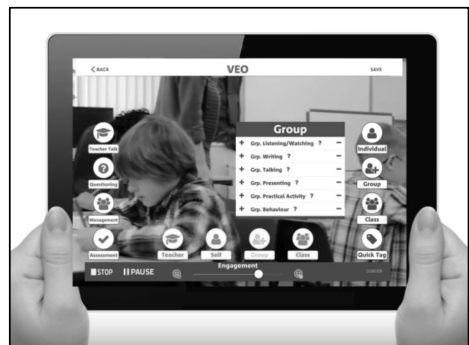 BACK
VEO
SAVE
Group
+ Grp. Listening/Watching ? −
+ Grp. Writing ? −
+ Grp. Talking ? −
+ Grp. Presenting ? −
+ Grp. Practical Activity ? −
+ Grp. Behaviour ? −
Teacher Talk
Questioning
Management
Assessment
Individual
Group
Class
Quick Tag
Teacher
Self
Group
Class
STOP
PAUSE
Engagement